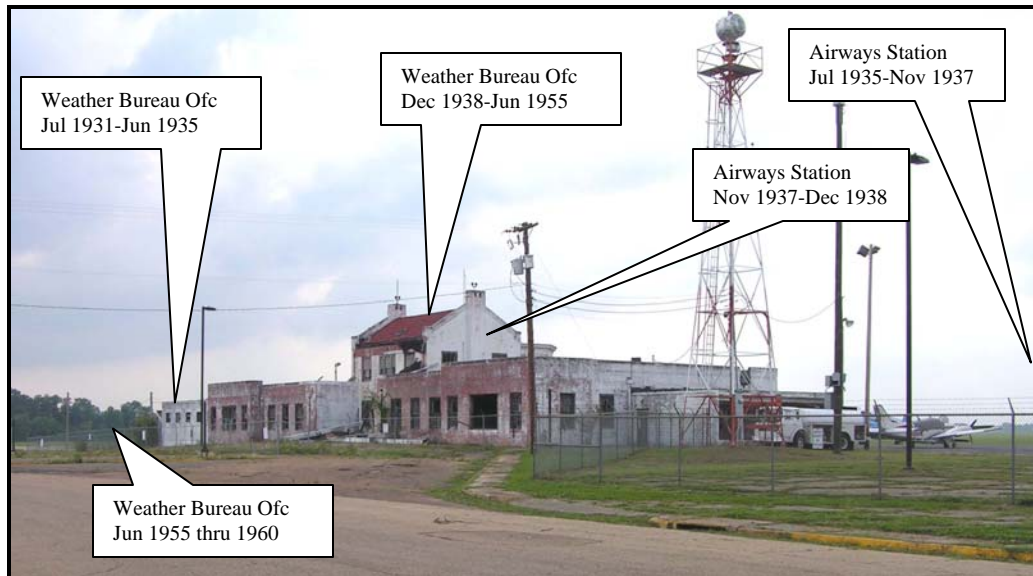 Weather Bureau Ofc
Jul 1931-Jun 1935
Weather Bureau Ofc
Dec 1938-Jun 1955
Airways Station
Jul 1935-Nov 1937
Airways Station
Nov 1937-Dec 1938
Weather Bureau Ofc
Jun 1955 thru 1960